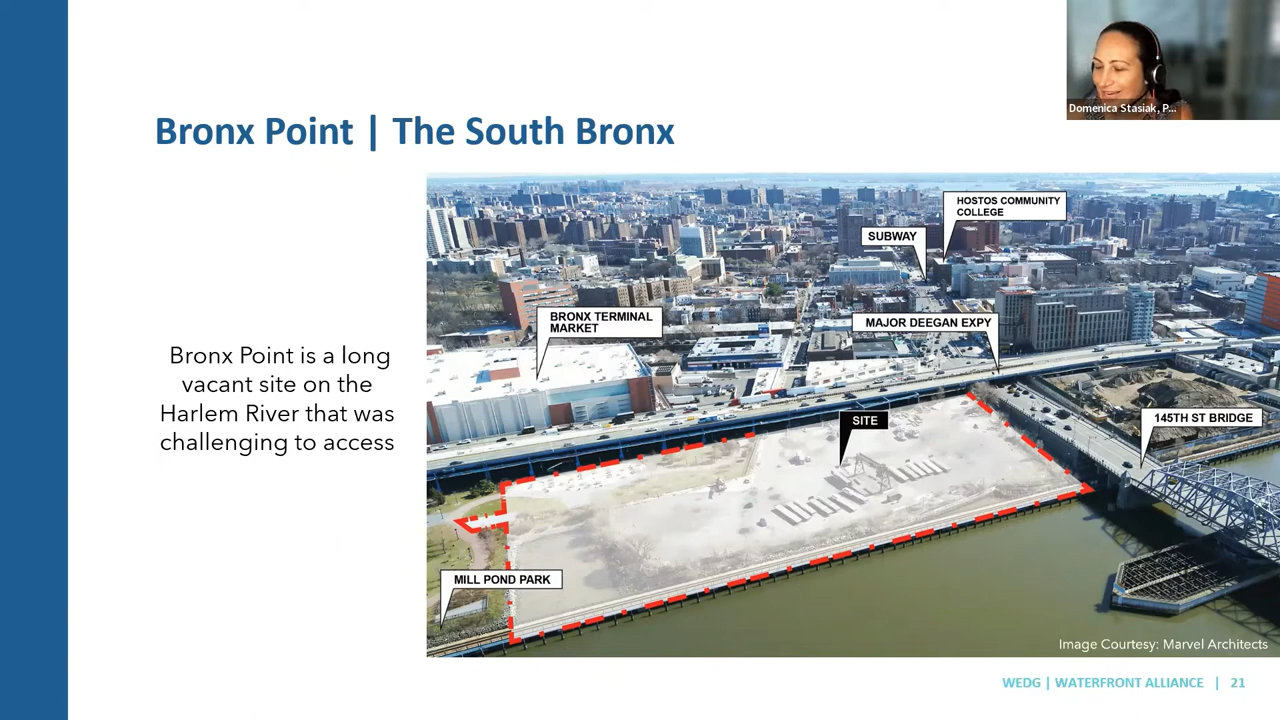 Domenica Stasiak, P...
Bronx Point | The South Bronx
HOSTOS COMMUNITY
COLLEGE
SUBWAY
BRONX TERMINAL
MARKET
MAJOR DEEGAN EXPY
Bronx Point is a long
vacant site on the
Harlem River that was
challenging to access
SITE
145TH ST BRIDGE
MILL POND PARK
Image Courtesy: Marvel Architects
WEDG | WATERFRONT ALLIANCE | 21